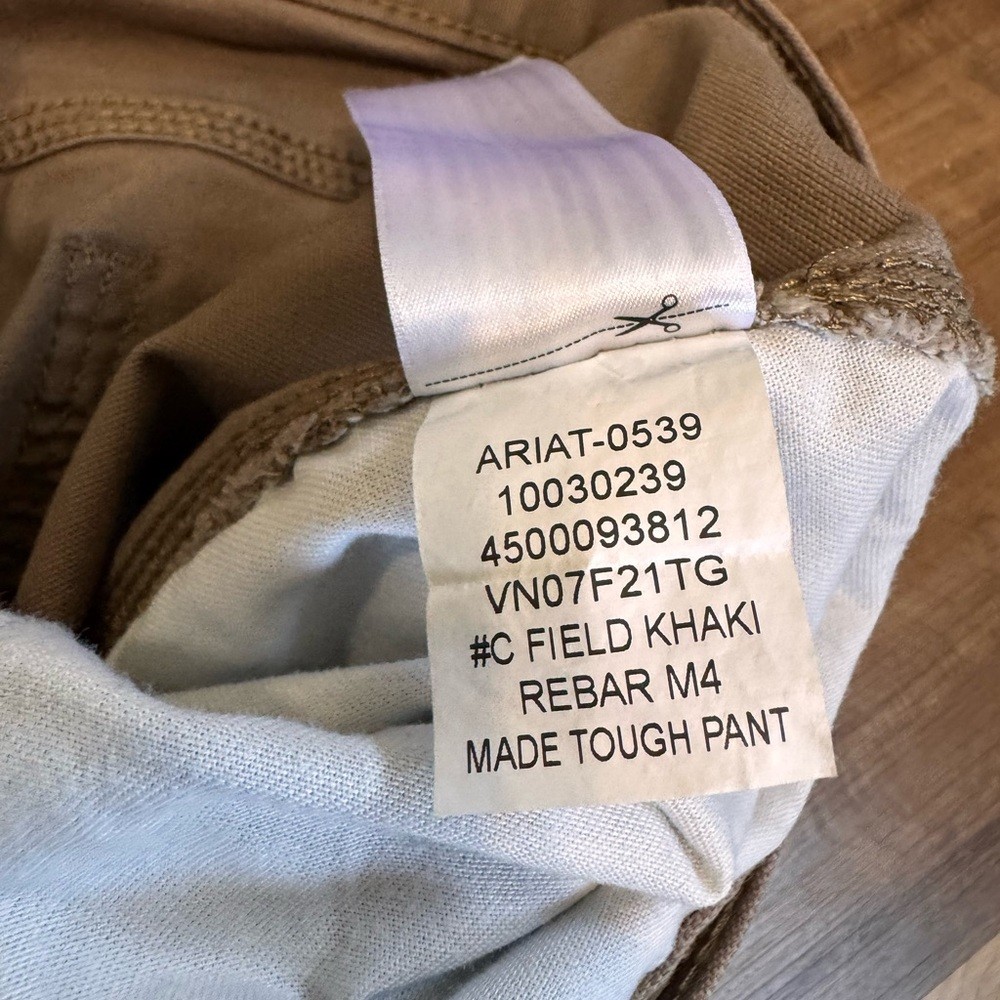 ARIAT-0539
10030239
4500093812
VN07F21TG
#C FIELD KHAKI
REBAR M4
MADE TOUGH PANT